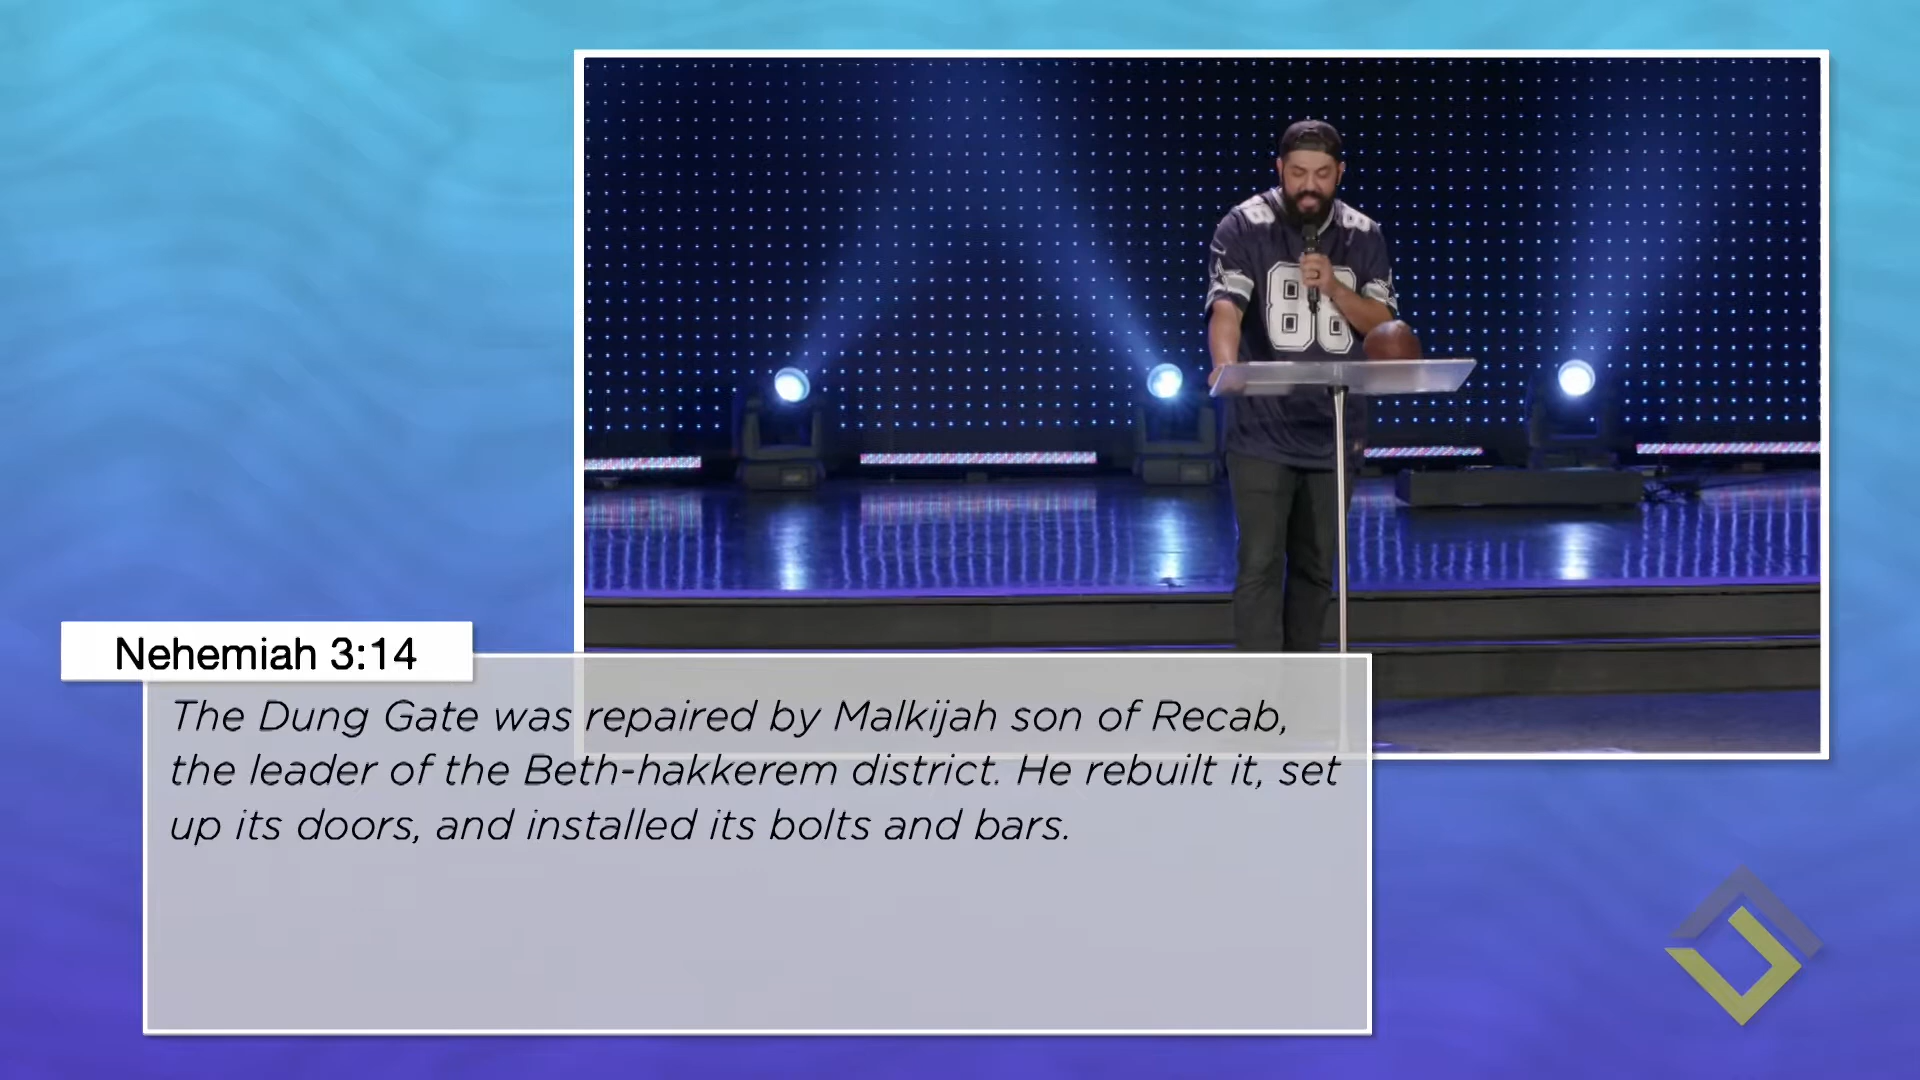 88
Nehemiah 3:14
The Dung Gate was repaired by Malkijah son of Recab,
the leader of the Beth-hakkerem district. He rebuilt it, set
up its doors, and installed its bolts and bars.